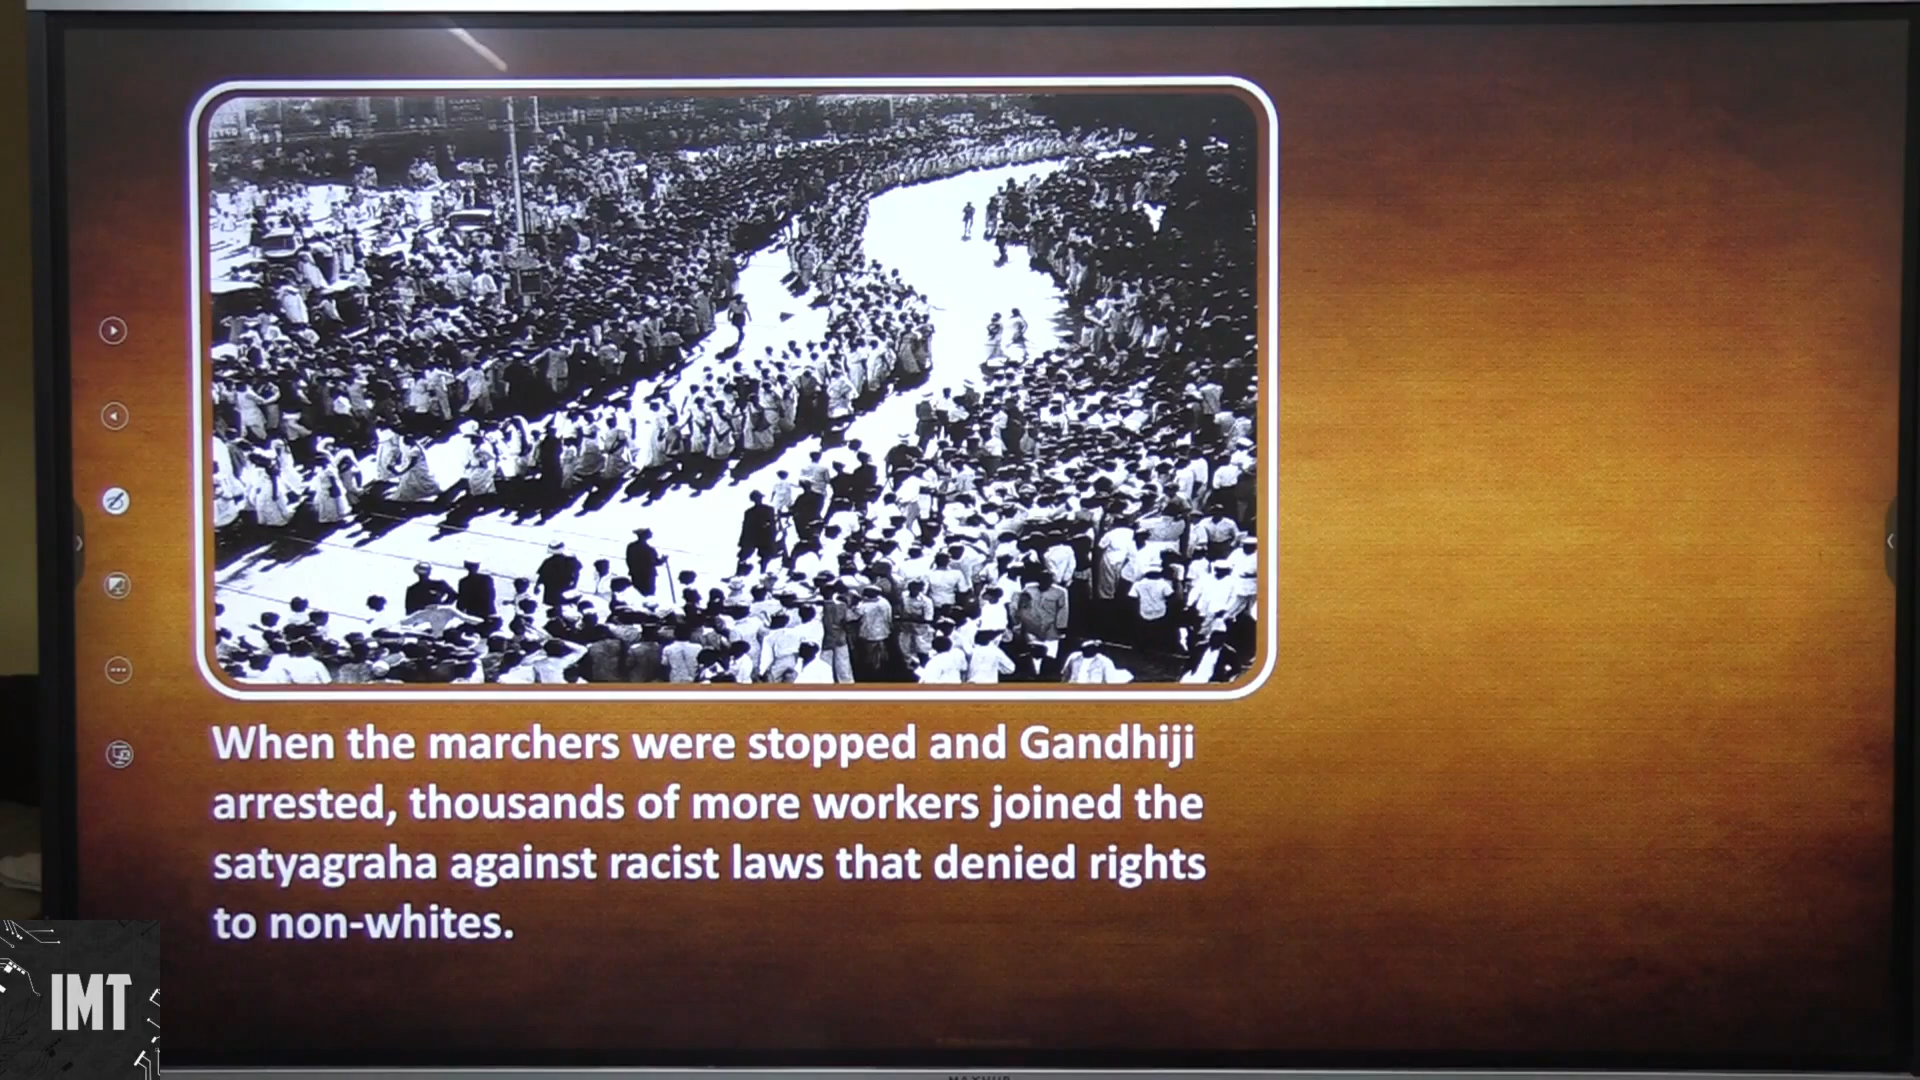 When the marchers were stopped and Gandhiji
arrested, thousands of more workers joined the
satyagraha against racist laws that denied rights
to non-whites.
IMT